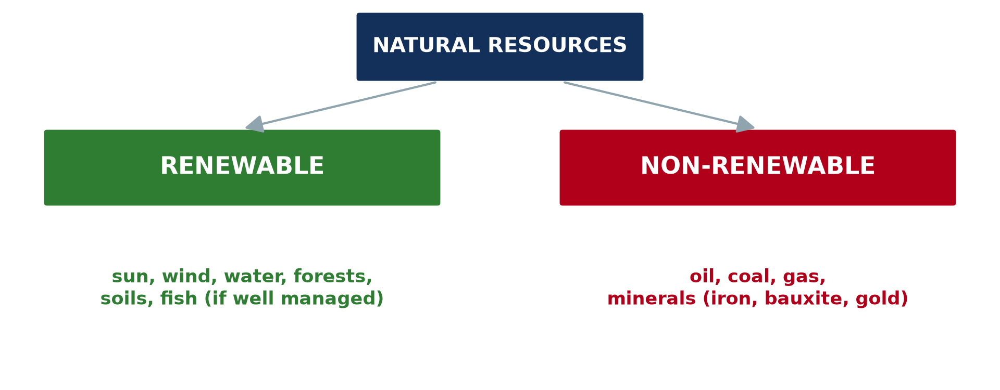 NATURAL RESOURCES
RENEWABLE
NON-RENEWABLE
sun, wind, water, forests,
soils, fish (if well managed)
oil, coal, gas,
minerals (iron, bauxite, gold)